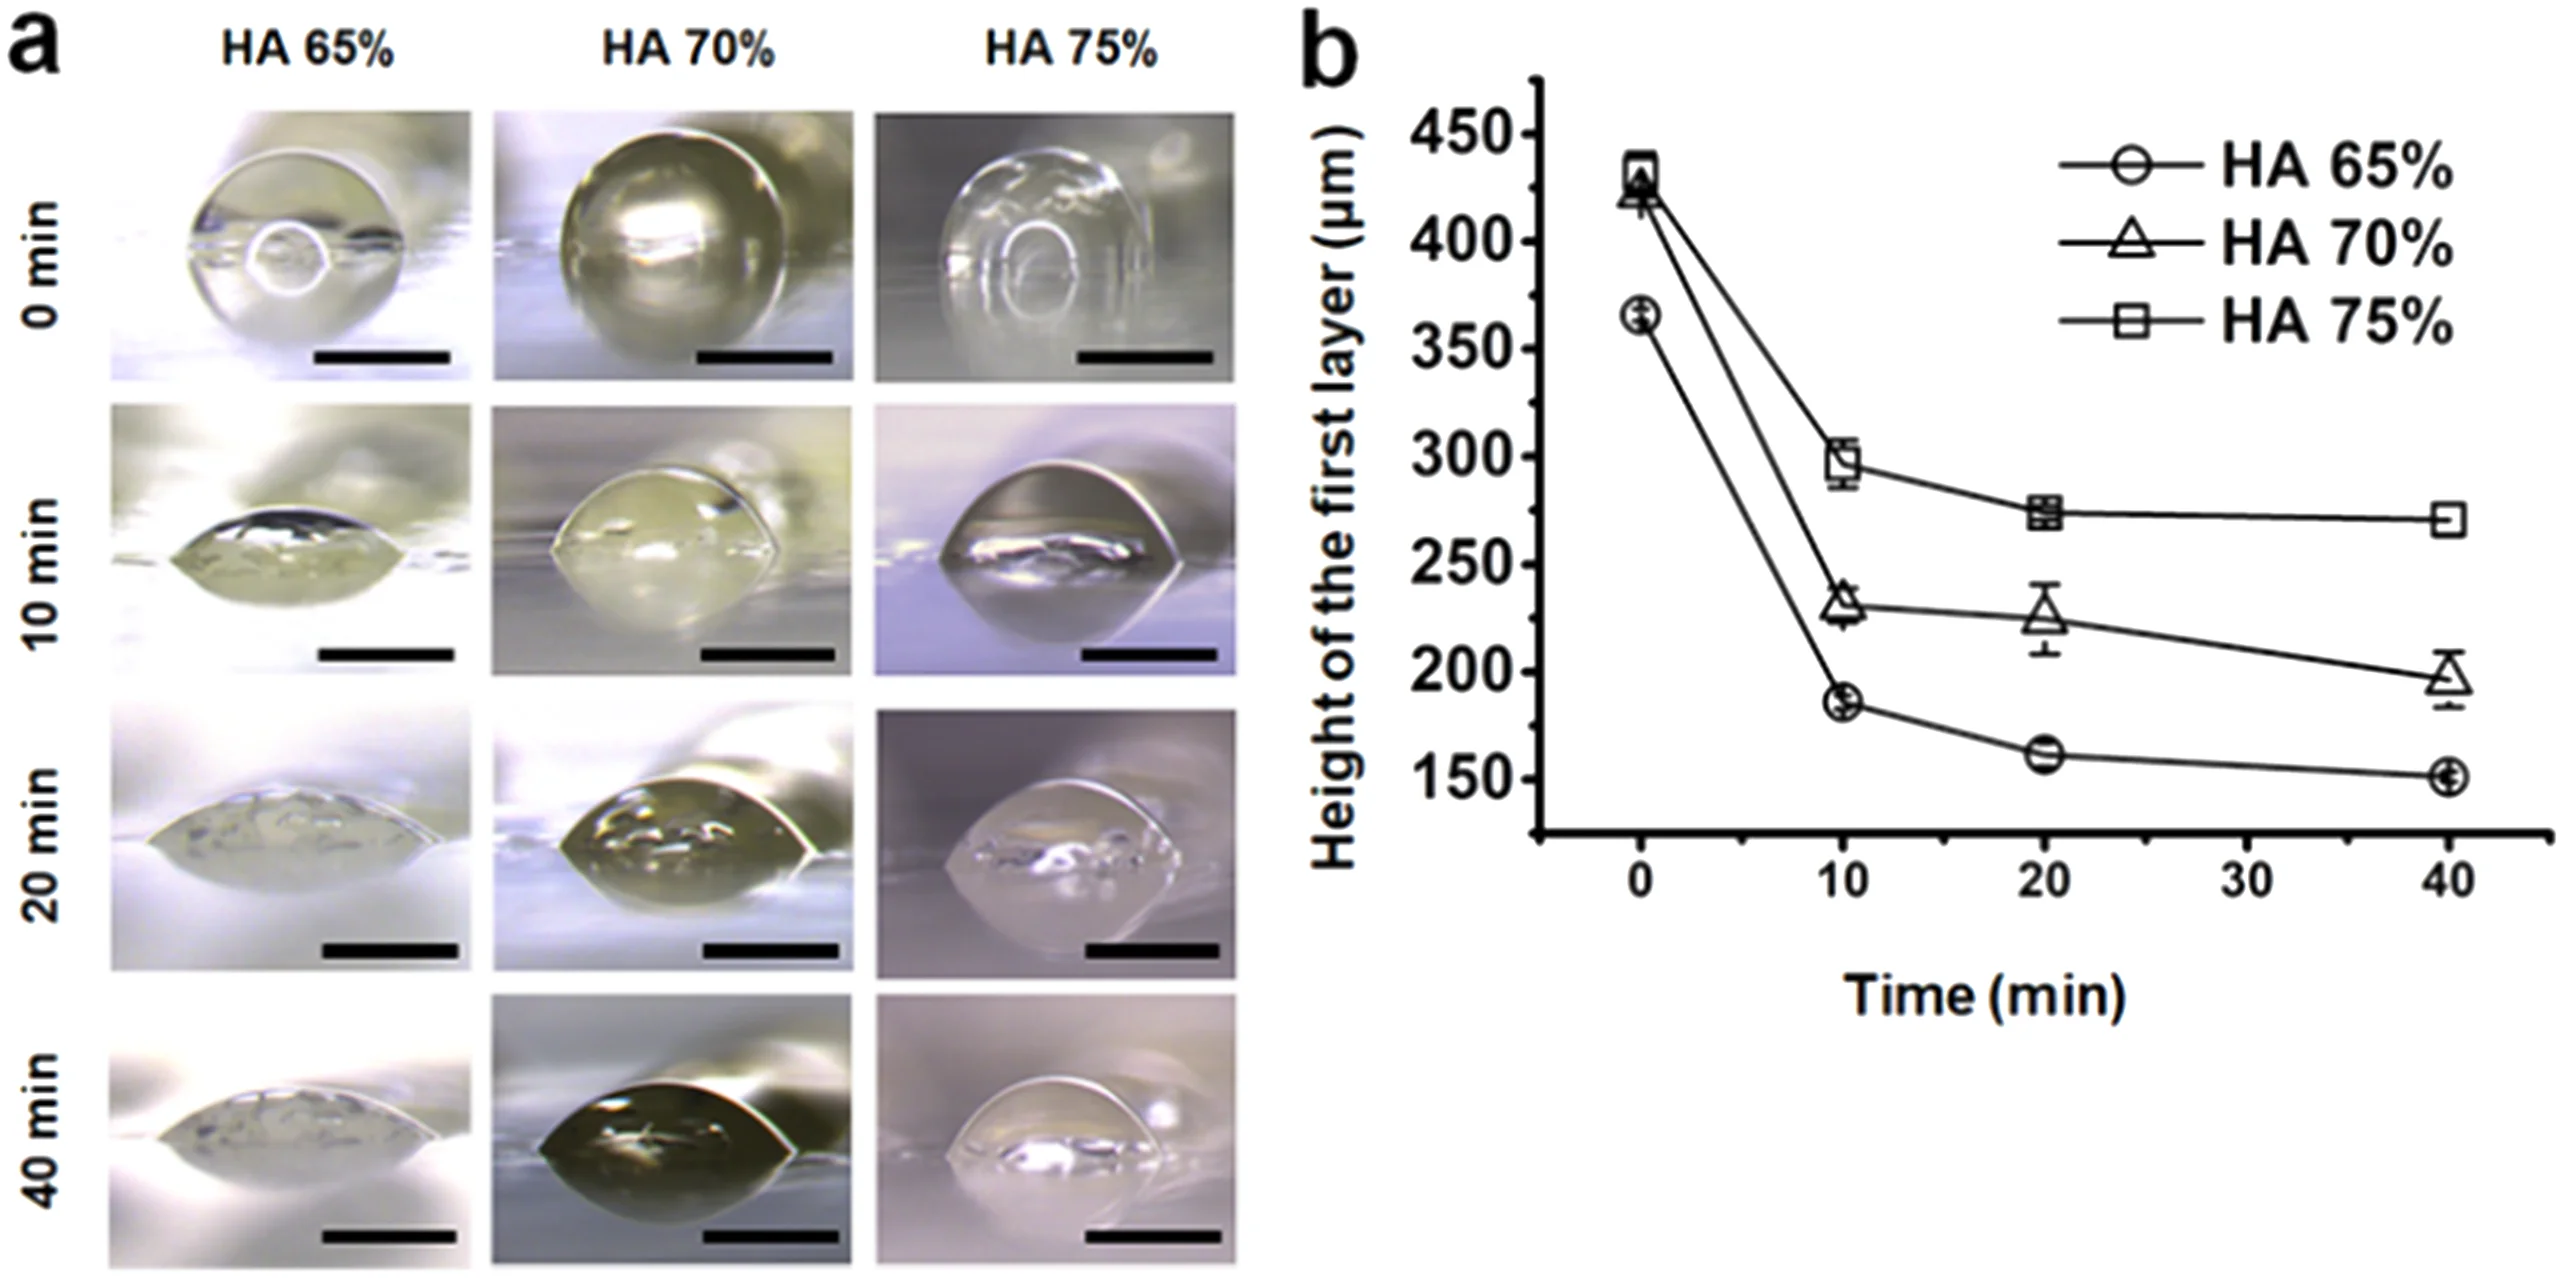 a
HA 65%
HA 70%
HA 75%
0 min
10 min
20 min
40 min
b
Height of the first layer (µm)
450
400
350
300
250
200
150
HA 65%
HA 70%
HA 75%
0
10
20
30
40
Time (min)